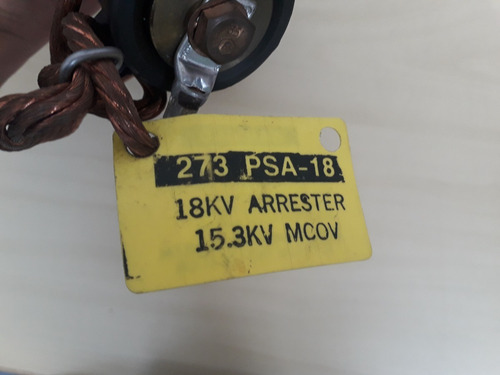 273 PSA-18
18KV ARRESTER
15.3KV MCOV